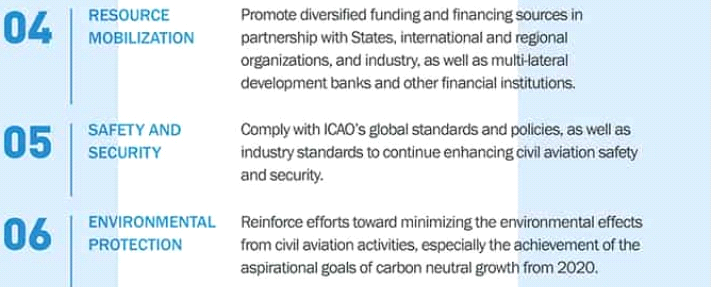 04
RESOURCE
MOBILIZATION
Promote diversified funding and financing sources in
partnership with States, international and regional
organizations, and industry, as well as multi-lateral
development banks and other financial institutions.
05
SAFETY AND
SECURITY
Comply with ICAO's global standards and policies, as well as
industry standards to continue enhancing civil aviation safety
and security.
06
ENVIRONMENTAL
PROTECTION
Reinforce efforts toward minimizing the environmental effects
from civil aviation activities, especially the achievement of the
aspirational goals of carbon neutral growth from 2020.